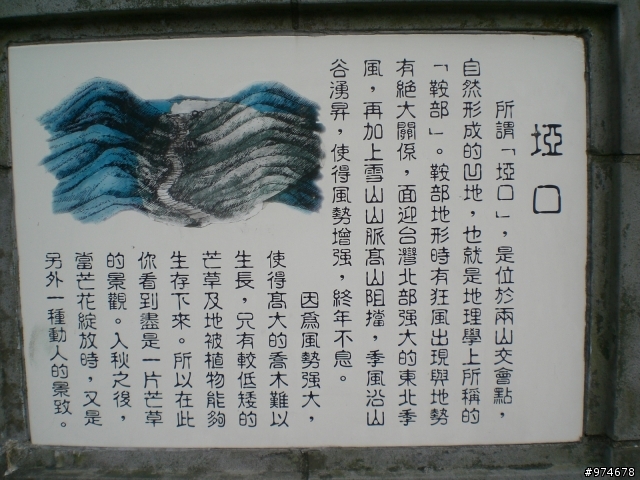 埡口
所謂「埡口」，是位於兩山交會點，
自然形成的凹地，也就是地理學上所稱的
「鞍部」。鞍部地形時有狂風出現與地勢
有絕大關係，面迎台灣北部强大的東北季
風，再加上雪山山脈高山阻擋，季風沿山
谷湧昇，使得風勢增强，終年不息。
因爲風勢强大，
使得高大的喬木難以
生長，只有較低矮的
芒草及地被植物能夠
生存下來。所以在此
你看到盡是一片芒草
的景觀。入秋之後，
當芒花綻放時，又是
另外一種動人的景致。
#974678